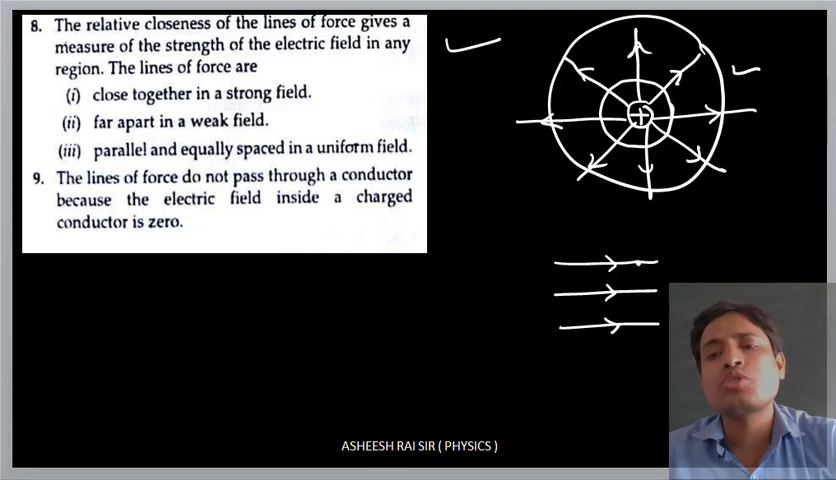 8. The relative closeness of the lines of force gives a
measure of the strength of the electric field in any
region. The lines of force are
(i) close together in a strong field.
(ii) far apart in a weak field.
(iii) parallel and equally spaced in a uniform field.
9. The lines of force do not pass through a conductor
because the electric field inside a charged
conductor is zero.
+
ASHEESH RAI SIR ( PHYSICS )